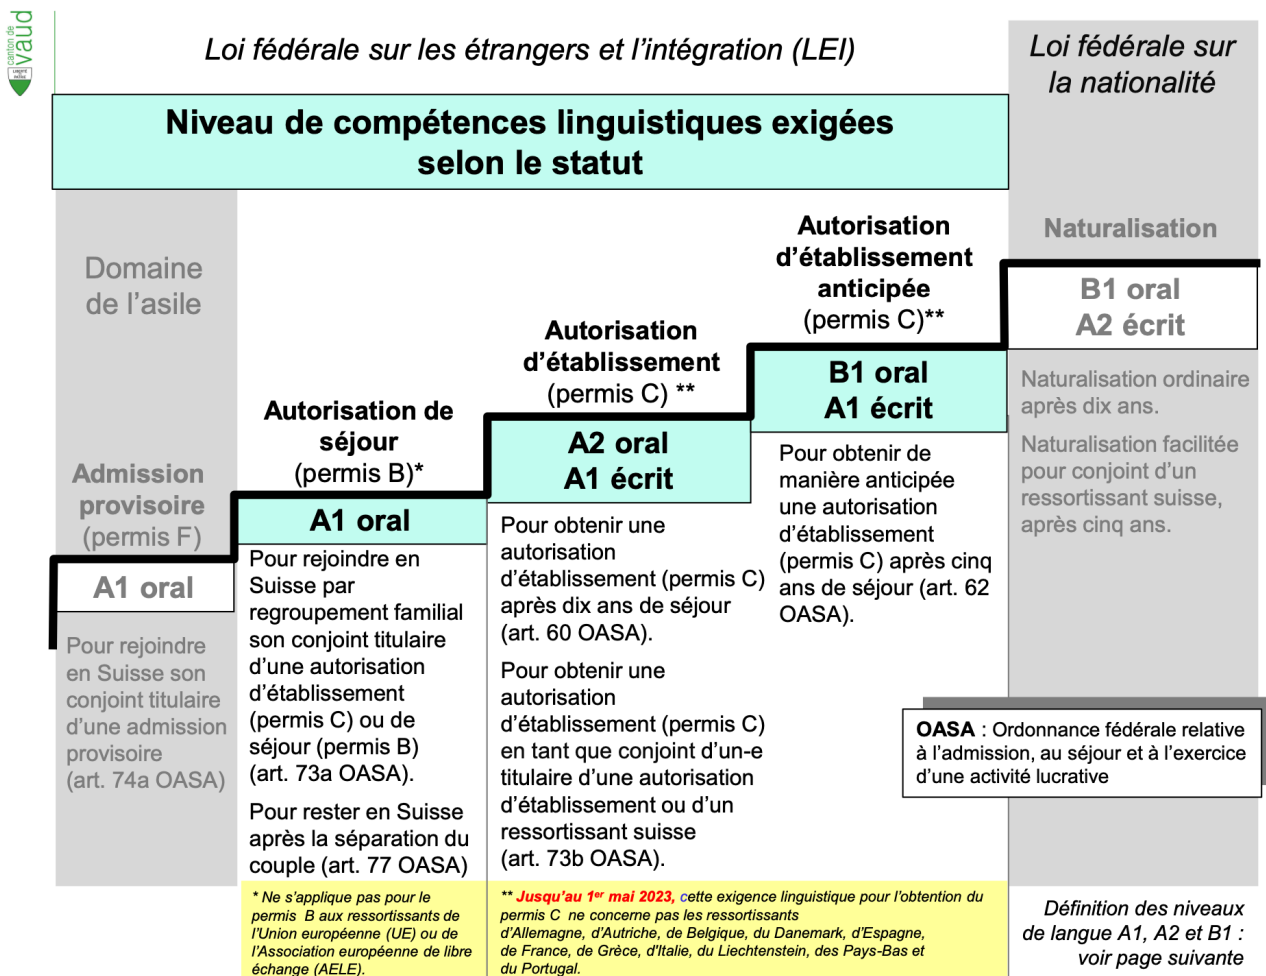 canton de
vaud
LIBERTÉ
ET
PATRIE
Loi fédérale sur les étrangers et l’intégration (LEI)
Loi fédérale sur
la nationalité
Niveau de compétences linguistiques exigées
selon le statut
Domaine
de l’asile
Admission
provisoire
(permis F)
A1 oral
Pour rejoindre
en Suisse son
conjoint titulaire
d’une admission
provisoire
(art. 74a OASA)
Autorisation de
séjour
(permis B)*
A1 oral
Pour rejoindre en
Suisse par
regroupement familial
son conjoint titulaire
d’une autorisation
d’établissement
(permis C) ou de
séjour (permis B)
(art. 73a OASA).
Pour rester en Suisse
après la séparation du
couple (art. 77 OASA)
* Ne s’applique pas pour le
permis B aux ressortissants de
l’Union européenne (UE) ou de
l’Association européenne de libre
échange (AELE).
Autorisation
d’établissement
(permis C) **
A2 oral
A1 écrit
Pour obtenir une
autorisation
d’établissement (permis C)
après dix ans de séjour
(art. 60 OASA).
Pour obtenir une
autorisation
d’établissement (permis C)
en tant que conjoint d’un-e
titulaire d’une autorisation
d’établissement ou d’un
ressortissant suisse
(art. 73b OASA).
** Jusqu’au 1er mai 2023, cette exigence linguistique pour l’obtention du
permis C ne concerne pas les ressortissants
d’Allemagne, d’Autriche, de Belgique, du Danemark, d’Espagne,
de France, de Grèce, d’Italie, du Liechtenstein, des Pays-Bas et
du Portugal.
Autorisation
d’établissement
anticipée
(permis C)**
B1 oral
A1 écrit
Pour obtenir de
manière anticipée
une autorisation
d’établissement
(permis C) après cinq
ans de séjour (art. 62
OASA).
Naturalisation
B1 oral
A2 écrit
Naturalisation ordinaire
après dix ans.
Naturalisation facilitée
pour conjoint d’un
ressortissant suisse,
après cinq ans.
OASA : Ordonnance fédérale relative
à l’admission, au séjour et à l’exercice
d’une activité lucrative
Définition des niveaux
de langue A1, A2 et B1 :
voir page suivante